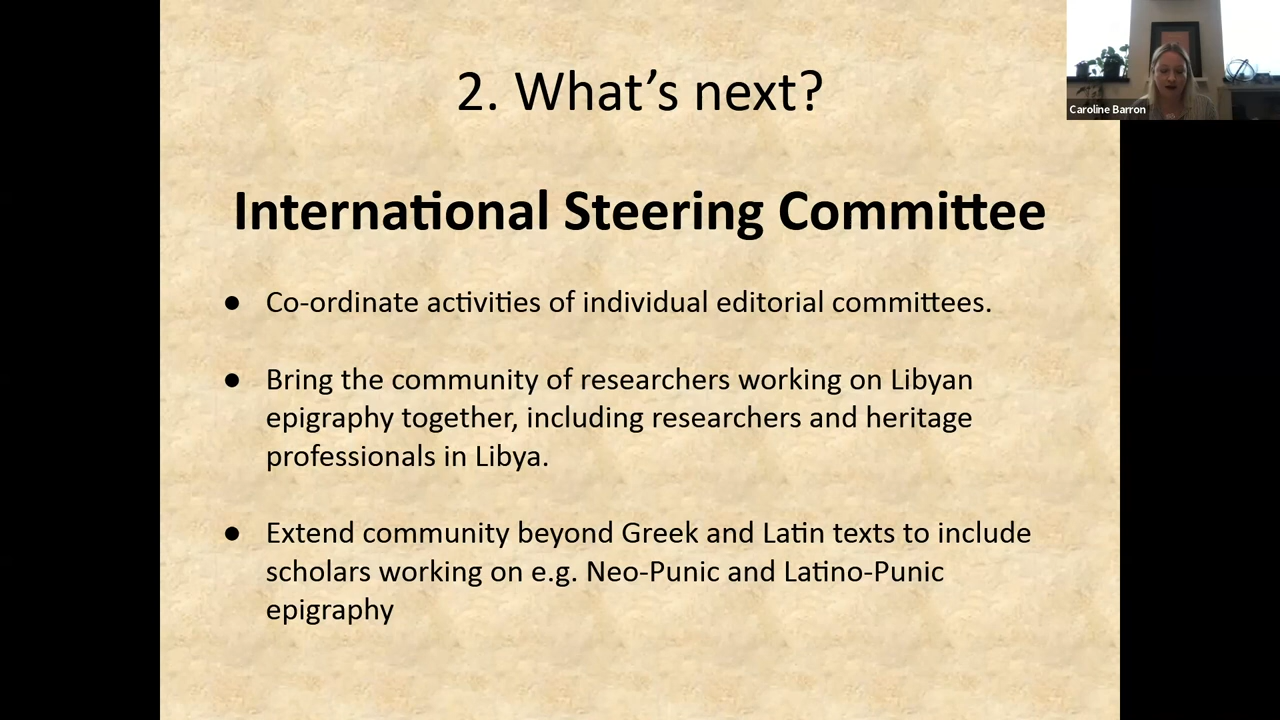 2. What’s next?
Caroline Barron
International Steering Committee
● Co-ordinate activities of individual editorial committees.
● Bring the community of researchers working on Libyan
epigraphy together, including researchers and heritage
professionals in Libya.
● Extend community beyond Greek and Latin texts to include
scholars working on e.g. Neo-Punic and Latino-Punic
epigraphy